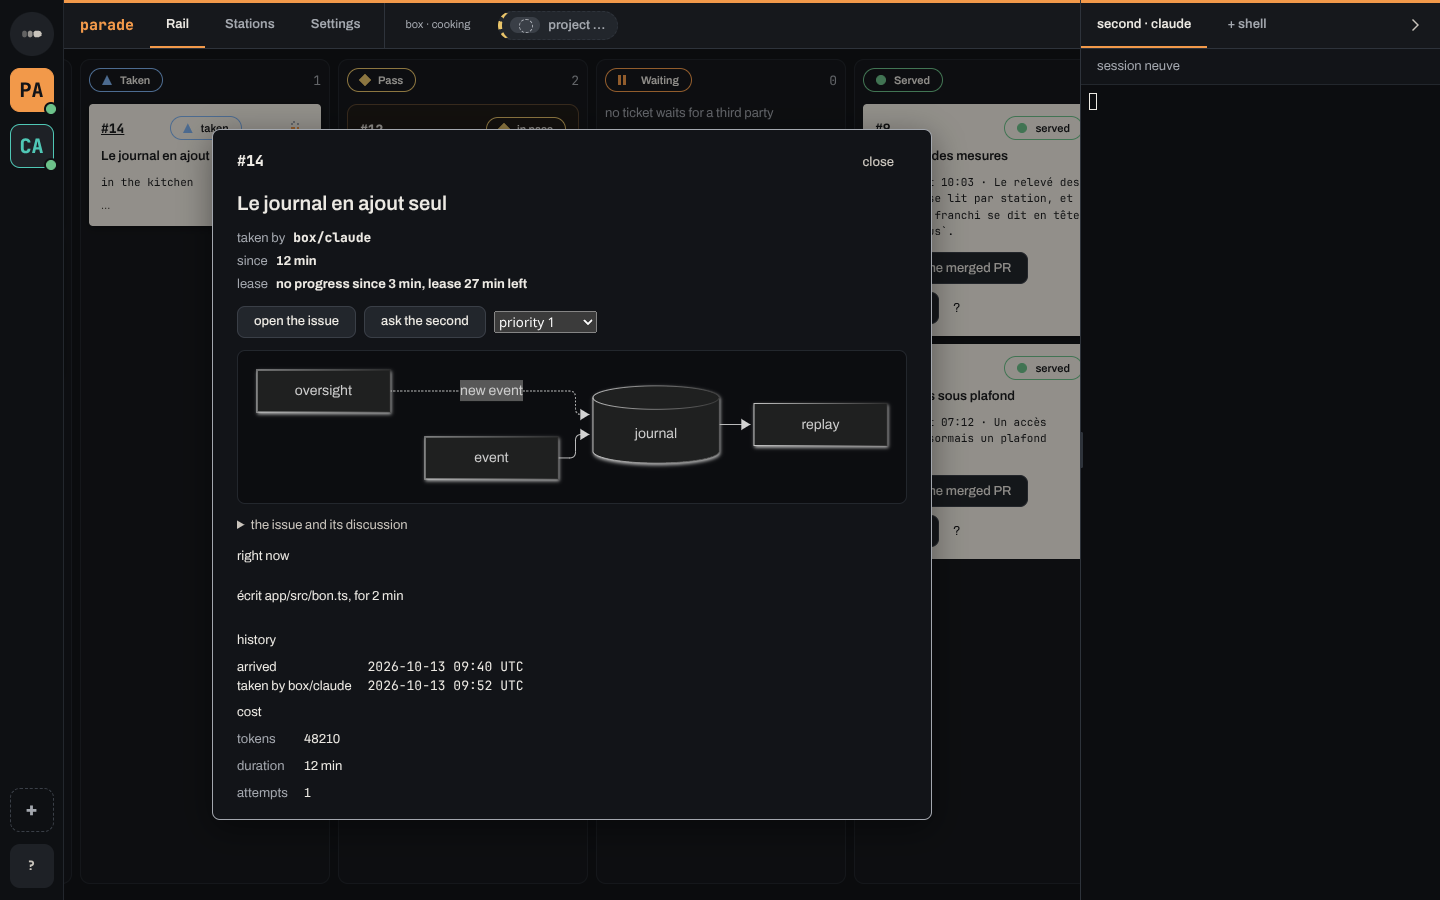 parade Rail Stations Settings box · cooking project ...
second · claude + shell
session neuve
PA
CA
+
?
Taken 1
#14 taken
Le journal en ajout
in the kitchen
...
Pass 2
Waiting 0
no ticket waits for a third party
Served
served
des mesures
10:03 · Le relevé des
se lit par station, et
franchi se dit en tête
merged PR
?
served
s sous plafond
07:12 · Un accès
un plafond
merged PR
?
#14 close
Le journal en ajout seul
taken by box/claude
since 12 min
lease no progress since 3 min, lease 27 min left
open the issue ask the second priority 1
oversight new event
journal replay
event
the issue and its discussion
right now
écrit app/src/bon.ts, for 2 min
history
arrived 2026-10-13 09:40 UTC
taken by box/claude 2026-10-13 09:52 UTC
cost
tokens 48210
duration 12 min
attempts 1